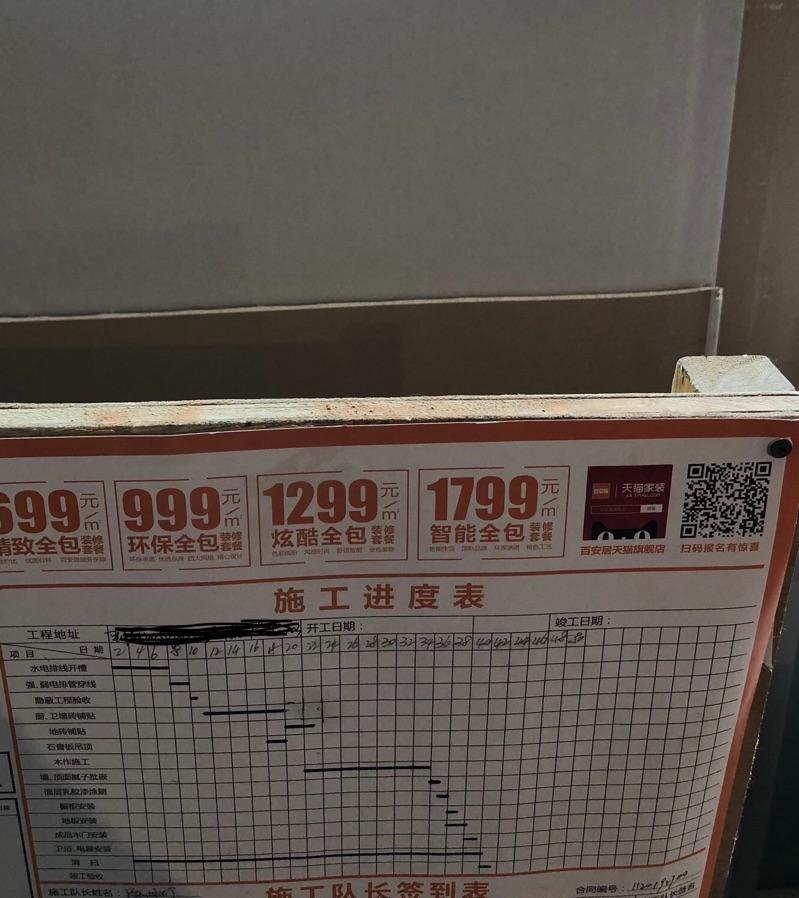 699元/㎡ 999元/㎡ 1299元/㎡ 1799元/㎡
精致全包装修套餐 环保全包装修套餐 炫酷全包装修套餐 智能全包装修套餐
天猫家装
百安居天猫旗舰店 扫码报名有惊喜
施工进度表
工程地址 开工日期： 竣工日期：
项目 日期 2 4 6 8 10 12 14 16 18 20 22 24 26 28 30 32 34 36 38 40 42 44 46 48 50
水电排线开槽
强、弱电排管穿线
隐蔽工程验收
厨、卫墙砖铺贴
地砖铺贴
石膏板吊顶
木作施工
墙、顶面腻子批嵌
面层乳胶漆涂刷
橱柜安装
地板安装
成品木门安装
卫浴、电器安装
清 扫
竣工验收
施工队长姓名： 施工队长签到表 合同编号：